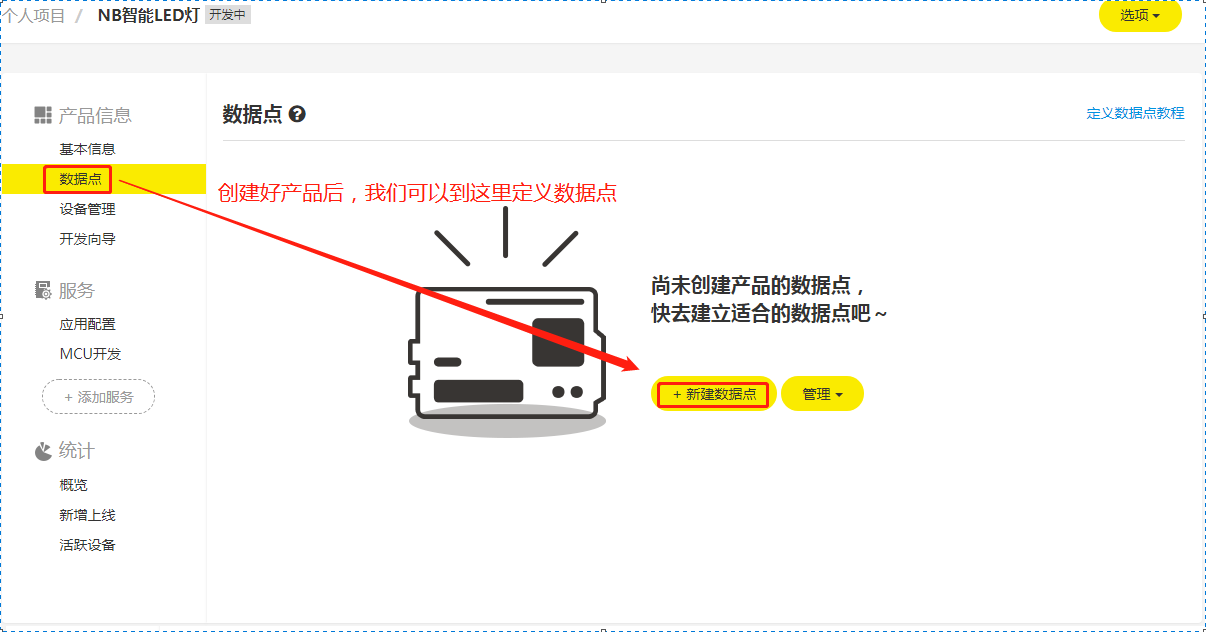 个人项目 / NB智能LED灯 开发中
选项
产品信息
基本信息
数据点
设备管理
开发向导
服务
应用配置
MCU开发
+ 添加服务
统计
概览
新增上线
活跃设备
数据点 ?
定义数据点教程
创建好产品后，我们可以到这里定义数据点
尚未创建产品的数据点，
快去建立适合的数据点吧~
+ 新建数据点
管理